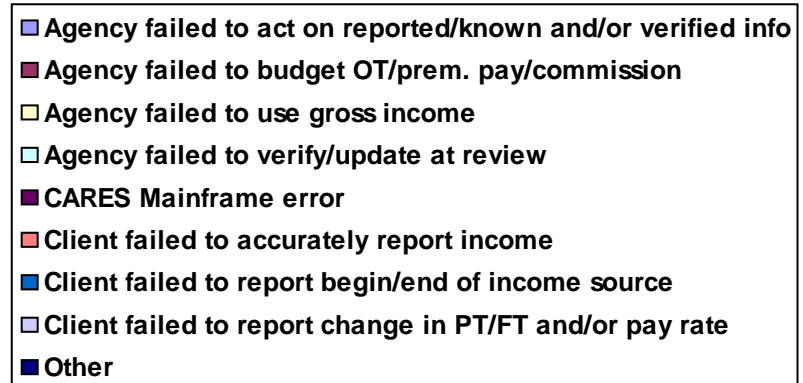 Agency failed to act on reported/known and/or verified info
Agency failed to budget OT/prem. pay/commission
Agency failed to use gross income
Agency failed to verify/update at review
CARES Mainframe error
Client failed to accurately report income
Client failed to report begin/end of income source
Client failed to report change in PT/FT and/or pay rate
Other